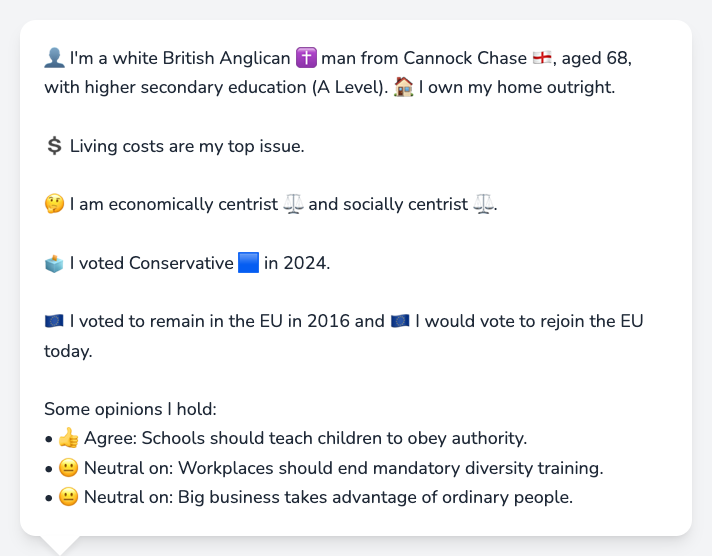 👤 I'm a white British Anglican ✝️ man from Cannock Chase 🏴󠁧󠁢󠁥󠁮󠁧󠁿, aged 68,
with higher secondary education (A Level). 🏠 I own my home outright.
💲 Living costs are my top issue.
🤔 I am economically centrist ⚖️ and socially centrist ⚖️.
🗳️ I voted Conservative 🟦 in 2024.
🇪🇺 I voted to remain in the EU in 2016 and 🇪🇺 I would vote to rejoin the EU
today.
Some opinions I hold:
• 👍 Agree: Schools should teach children to obey authority.
• 😐 Neutral on: Workplaces should end mandatory diversity training.
• 😐 Neutral on: Big business takes advantage of ordinary people.